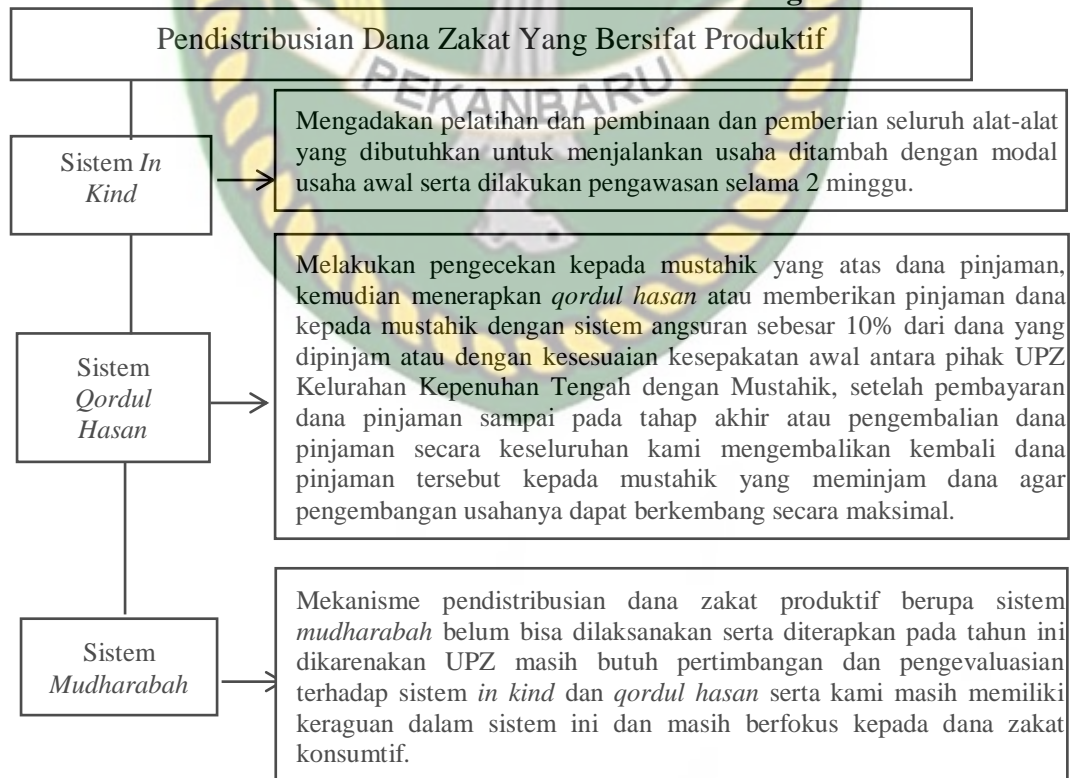 Pendistribusian Dana Zakat Yang Bersifat Produktif
PEKANBARU
Sistem In
Kind
Mengadakan pelatihan dan pembinaan dan pemberian seluruh alat-alat
yang dibutuhkan untuk menjalankan usaha ditambah dengan modal
usaha awal serta dilakukan pengawasan selama 2 minggu.
Sistem
Qordul
Hasan
Melakukan pengecekan kepada mustahik yang atas dana pinjaman,
kemudian menerapkan qordul hasan atau memberikan pinjaman dana
kepada mustahik dengan sistem angsuran sebesar 10% dari dana yang
dipinjam atau dengan kesesuaian kesepakatan awal antara pihak UPZ
Kelurahan Kepenuhan Tengah dengan Mustahik, setelah pembayaran
dana pinjaman sampai pada tahap akhir atau pengembalian dana
pinjaman secara keseluruhan kami mengembalikan kembali dana
pinjaman tersebut kepada mustahik yang meminjam dana agar
pengembangan usahanya dapat berkembang secara maksimal.
Sistem
Mudharabah
Mekanisme pendistribusian dana zakat produktif berupa sistem
mudharabah belum bisa dilaksanakan serta diterapkan pada tahun ini
dikarenakan UPZ masih butuh pertimbangan dan pengevaluasian
terhadap sistem in kind dan qordul hasan serta kami masih memiliki
keraguan dalam sistem ini dan masih berfokus kepada dana zakat
konsumtif.